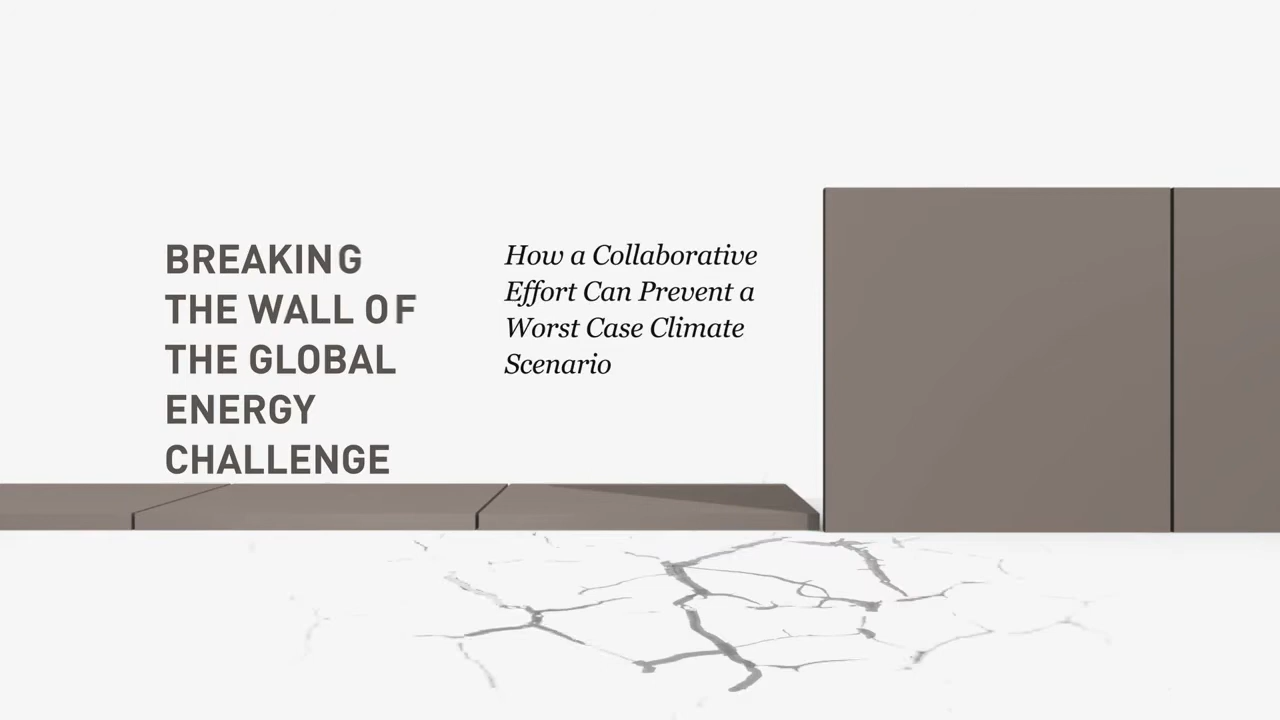 BREAKING
THE WALL OF
THE GLOBAL
ENERGY
CHALLENGE
How a Collaborative
Effort Can Prevent a
Worst Case Climate
Scenario